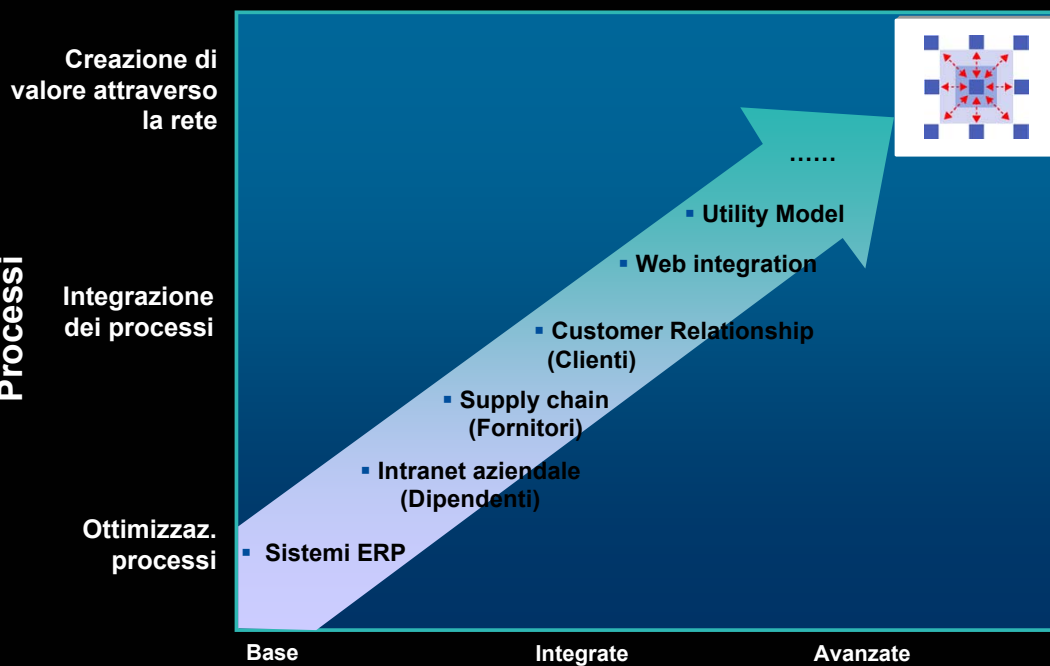 Creazione di
valore attraverso
la rete
......
▪ Utility Model
▪ Web integration
Processi
Integrazione
dei processi
▪ Customer Relationship
(Clienti)
▪ Supply chain
(Fornitori)
▪ Intranet aziendale
(Dipendenti)
Ottimizzaz.
processi
▪ Sistemi ERP
Base
Integrate
Avanzate